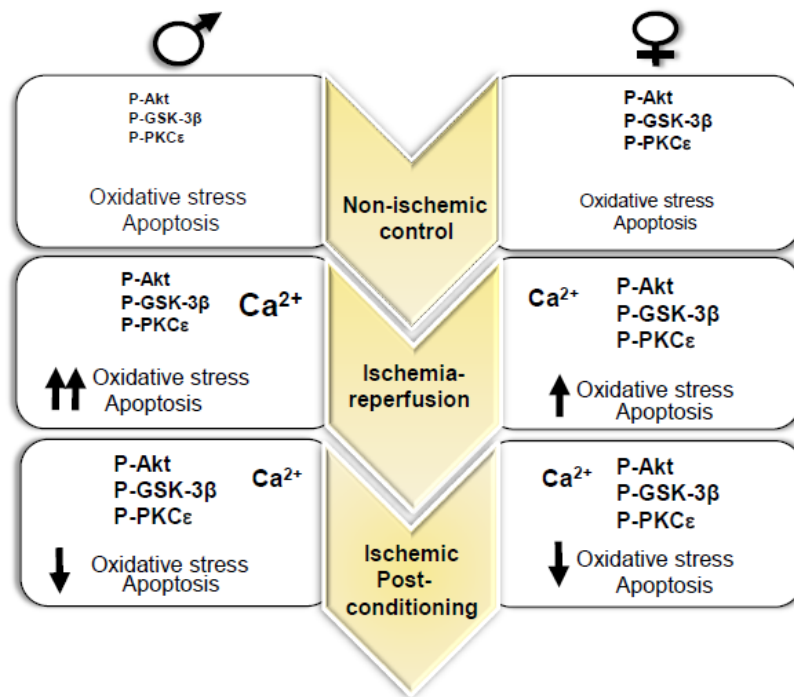 P-Akt
P-GSK-3β
P-PKCε
Oxidative stress
Apoptosis
Non-ischemic
control
P-Akt
P-GSK-3β
P-PKCε
Oxidative stress
Apoptosis
P-Akt
P-GSK-3β
P-PKCε
Ca²⁺
Oxidative stress
Apoptosis
Ischemia-
reperfusion
Ca²⁺
P-Akt
P-GSK-3β
P-PKCε
Oxidative stress
Apoptosis
P-Akt
P-GSK-3β
P-PKCε
Ca²⁺
Oxidative stress
Apoptosis
Ischemic
Post-
conditioning
Ca²⁺
P-Akt
P-GSK-3β
P-PKCε
Oxidative stress
Apoptosis